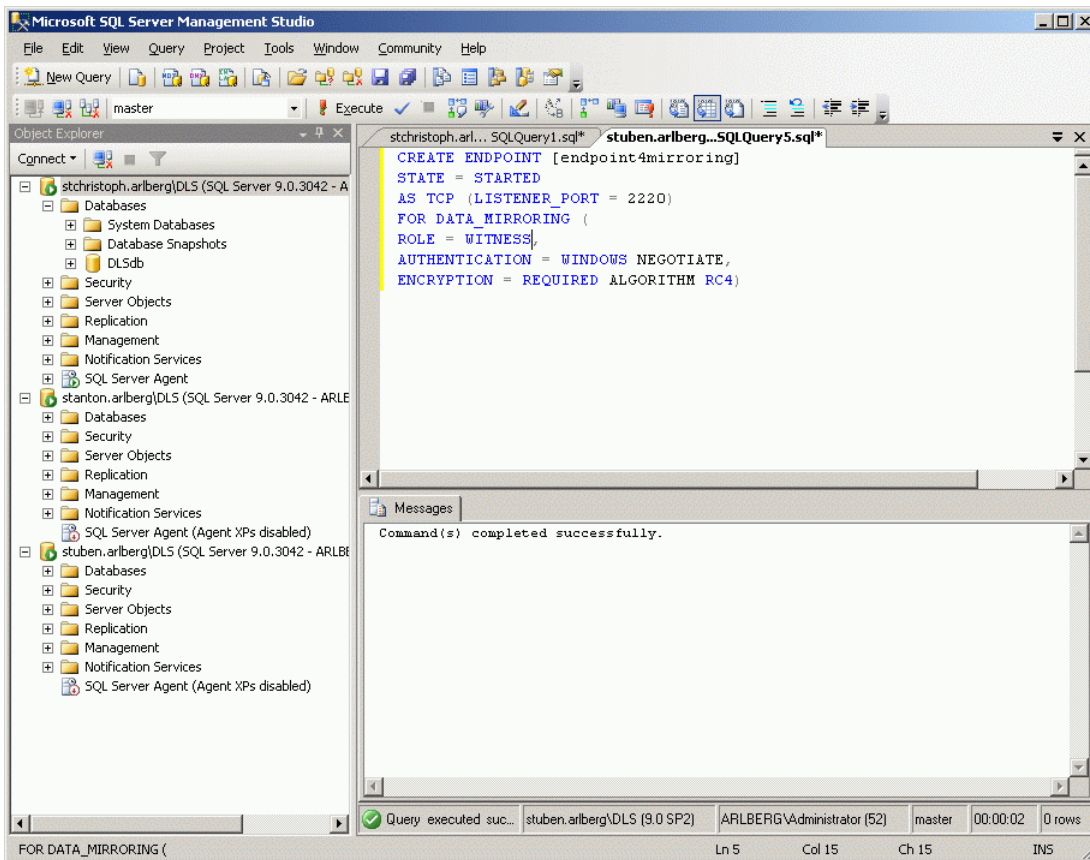 Microsoft SQL Server Management Studio
File Edit View Query Project Tools Window Community Help
New Query
master
Execute
Object Explorer
Connect
stchristoph.arlberg\DLS (SQL Server 9.0.3042 - A
Databases
System Databases
Database Snapshots
DLSdb
Security
Server Objects
Replication
Management
Notification Services
SQL Server Agent
stanton.arlberg\DLS (SQL Server 9.0.3042 - ARLE
Databases
Security
Server Objects
Replication
Management
Notification Services
SQL Server Agent (Agent XPs disabled)
stuben.arlberg\DLS (SQL Server 9.0.3042 - ARLBE
Databases
Security
Server Objects
Replication
Management
Notification Services
SQL Server Agent (Agent XPs disabled)
stchristoph.arl... SQLQuery1.sql* stuben.arlberg...SQLQuery5.sql*
CREATE ENDPOINT [endpoint4mirroring]
STATE = STARTED
AS TCP (LISTENER_PORT = 2220)
FOR DATA_MIRRORING (
ROLE = WITNESS,
AUTHENTICATION = WINDOWS NEGOTIATE,
ENCRYPTION = REQUIRED ALGORITHM RC4)
Messages
Command(s) completed successfully.
Query executed suc... stuben.arlberg\DLS (9.0 SP2) ARLBERG\Administrator (52) master 00:00:02 0 rows
FOR DATA_MIRRORING ( Ln 5 Col 15 Ch 15 INS